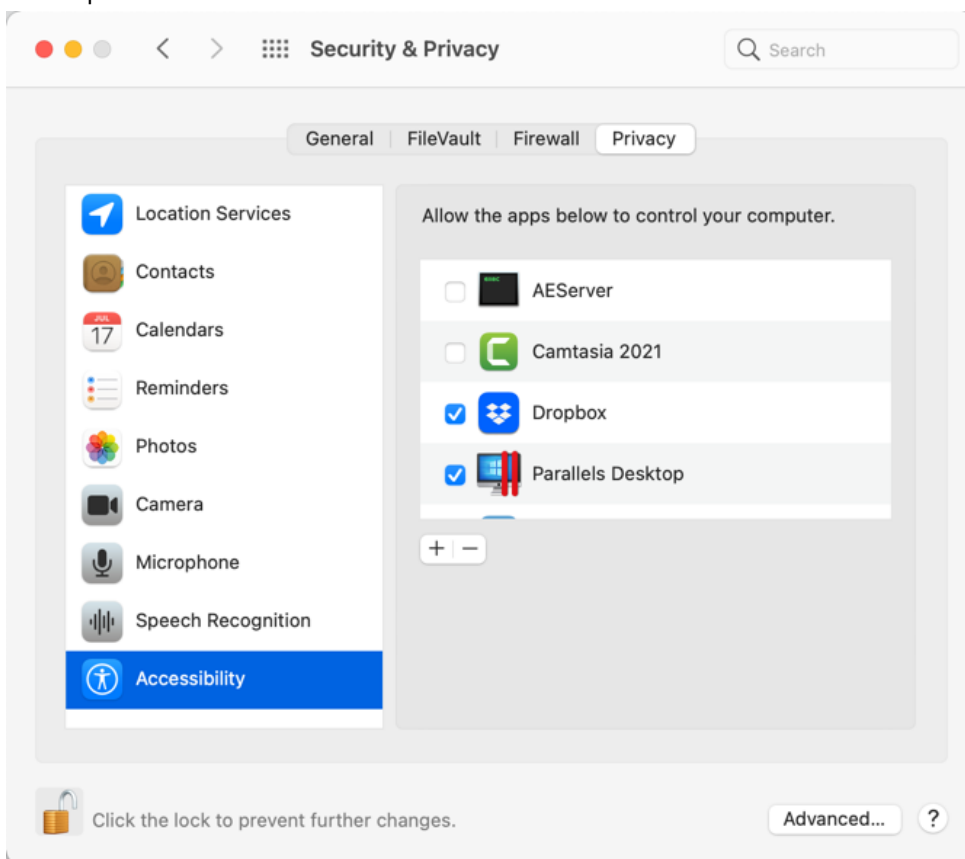 Security & Privacy
Search
General
FileVault
Firewall
Privacy
Location Services
Contacts
JUL
17
Calendars
Reminders
Photos
Camera
Microphone
Speech Recognition
Accessibility
Allow the apps below to control your computer.
AEServer
Camtasia 2021
Dropbox
Parallels Desktop
+ −
Click the lock to prevent further changes.
Advanced...
?